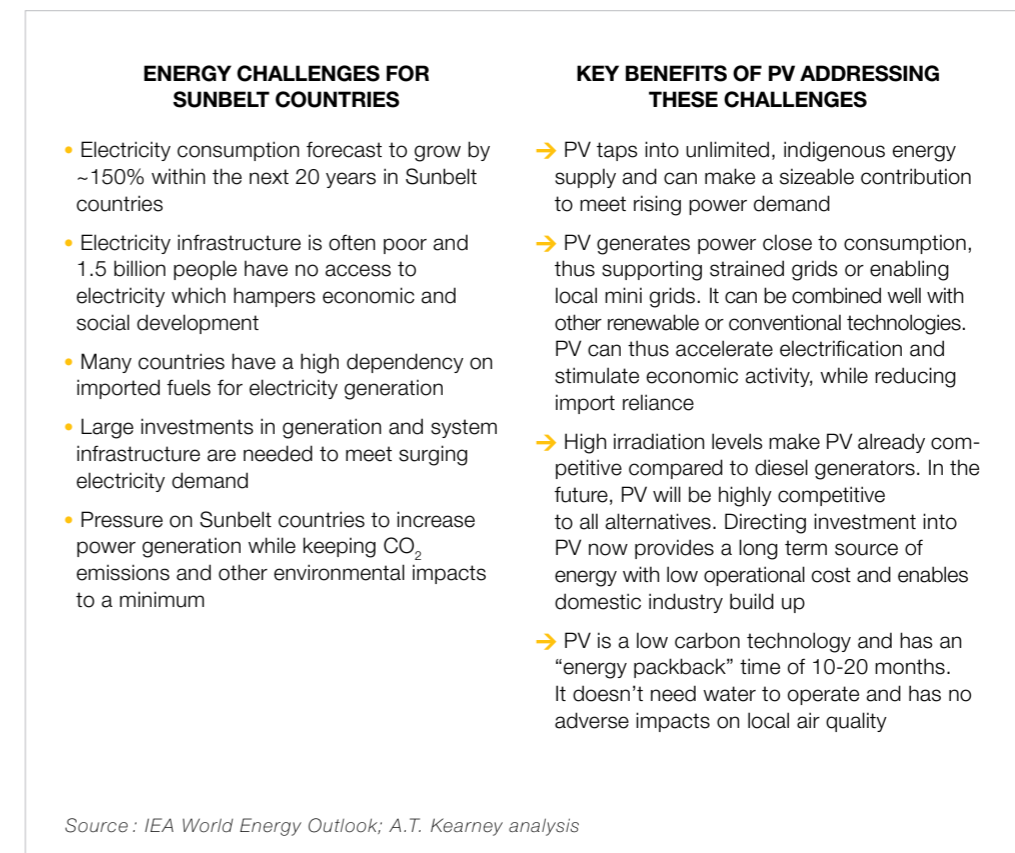 ENERGY CHALLENGES FOR
SUNBELT COUNTRIES
• Electricity consumption forecast to grow by
~150% within the next 20 years in Sunbelt
countries
• Electricity infrastructure is often poor and
1.5 billion people have no access to
electricity which hampers economic and
social development
• Many countries have a high dependency on
imported fuels for electricity generation
• Large investments in generation and system
infrastructure are needed to meet surging
electricity demand
• Pressure on Sunbelt countries to increase
power generation while keeping CO₂
emissions and other environmental impacts
to a minimum
KEY BENEFITS OF PV ADDRESSING
THESE CHALLENGES
→ PV taps into unlimited, indigenous energy
supply and can make a sizeable contribution
to meet rising power demand
→ PV generates power close to consumption,
thus supporting strained grids or enabling
local mini grids. It can be combined well with
other renewable or conventional technologies.
PV can thus accelerate electrification and
stimulate economic activity, while reducing
import reliance
→ High irradiation levels make PV already com-
petitive compared to diesel generators. In the
future, PV will be highly competitive
to all alternatives. Directing investment into
PV now provides a long term source of
energy with low operational cost and enables
domestic industry build up
→ PV is a low carbon technology and has an
“energy packback” time of 10-20 months.
It doesn’t need water to operate and has no
adverse impacts on local air quality
Source : IEA World Energy Outlook; A.T. Kearney analysis